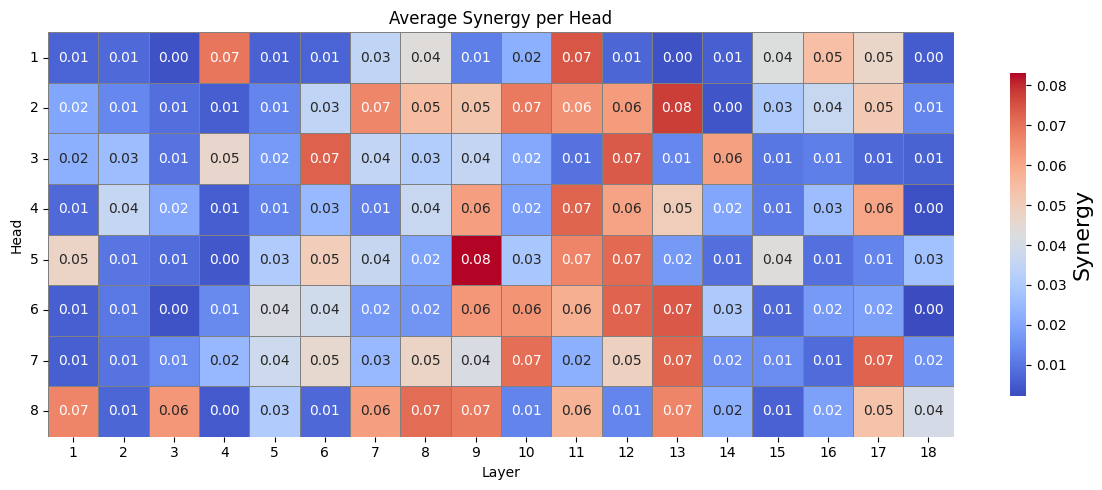 Average Synergy per Head
1 0.01 0.01 0.00 0.07 0.01 0.01 0.03 0.04 0.01 0.02 0.07 0.01 0.00 0.01 0.04 0.05 0.05 0.00
2 0.02 0.01 0.01 0.01 0.01 0.03 0.07 0.05 0.05 0.07 0.06 0.06 0.08 0.00 0.03 0.04 0.05 0.01
3 0.02 0.03 0.01 0.05 0.02 0.07 0.04 0.03 0.04 0.02 0.01 0.07 0.01 0.06 0.01 0.01 0.01 0.01
4 0.01 0.04 0.02 0.01 0.01 0.03 0.01 0.04 0.06 0.02 0.07 0.06 0.05 0.02 0.01 0.03 0.06 0.00
5 0.05 0.01 0.01 0.00 0.03 0.05 0.04 0.02 0.08 0.03 0.07 0.07 0.02 0.01 0.04 0.01 0.01 0.03
6 0.01 0.01 0.00 0.01 0.04 0.04 0.02 0.02 0.06 0.06 0.06 0.07 0.07 0.03 0.01 0.02 0.02 0.00
7 0.01 0.01 0.01 0.02 0.04 0.05 0.03 0.05 0.04 0.07 0.02 0.05 0.07 0.02 0.01 0.01 0.07 0.02
8 0.07 0.01 0.06 0.00 0.03 0.01 0.06 0.07 0.07 0.01 0.06 0.01 0.07 0.02 0.01 0.02 0.05 0.04
1 2 3 4 5 6 7 8 9 10 11 12 13 14 15 16 17 18
Layer
Head
0.08
0.07
0.06
0.05
0.04
0.03
0.02
0.01
Synergy